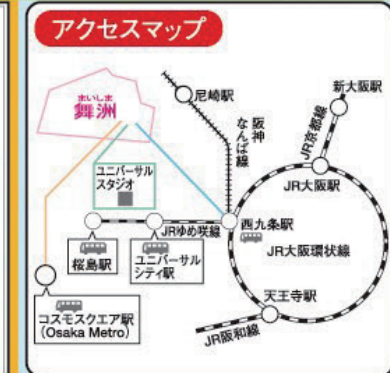 アクセスマップ
まいしま
舞洲
尼崎駅
阪神なんば線
新大阪駅
JR京都線
JR大阪駅
ユニバーサル
スタジオ
JRゆめ咲線
西九条駅
JR大阪環状線
桜島駅
ユニバーサル
シティ駅
天王寺駅
コスモスクエア駅
(Osaka Metro)
JR阪和線